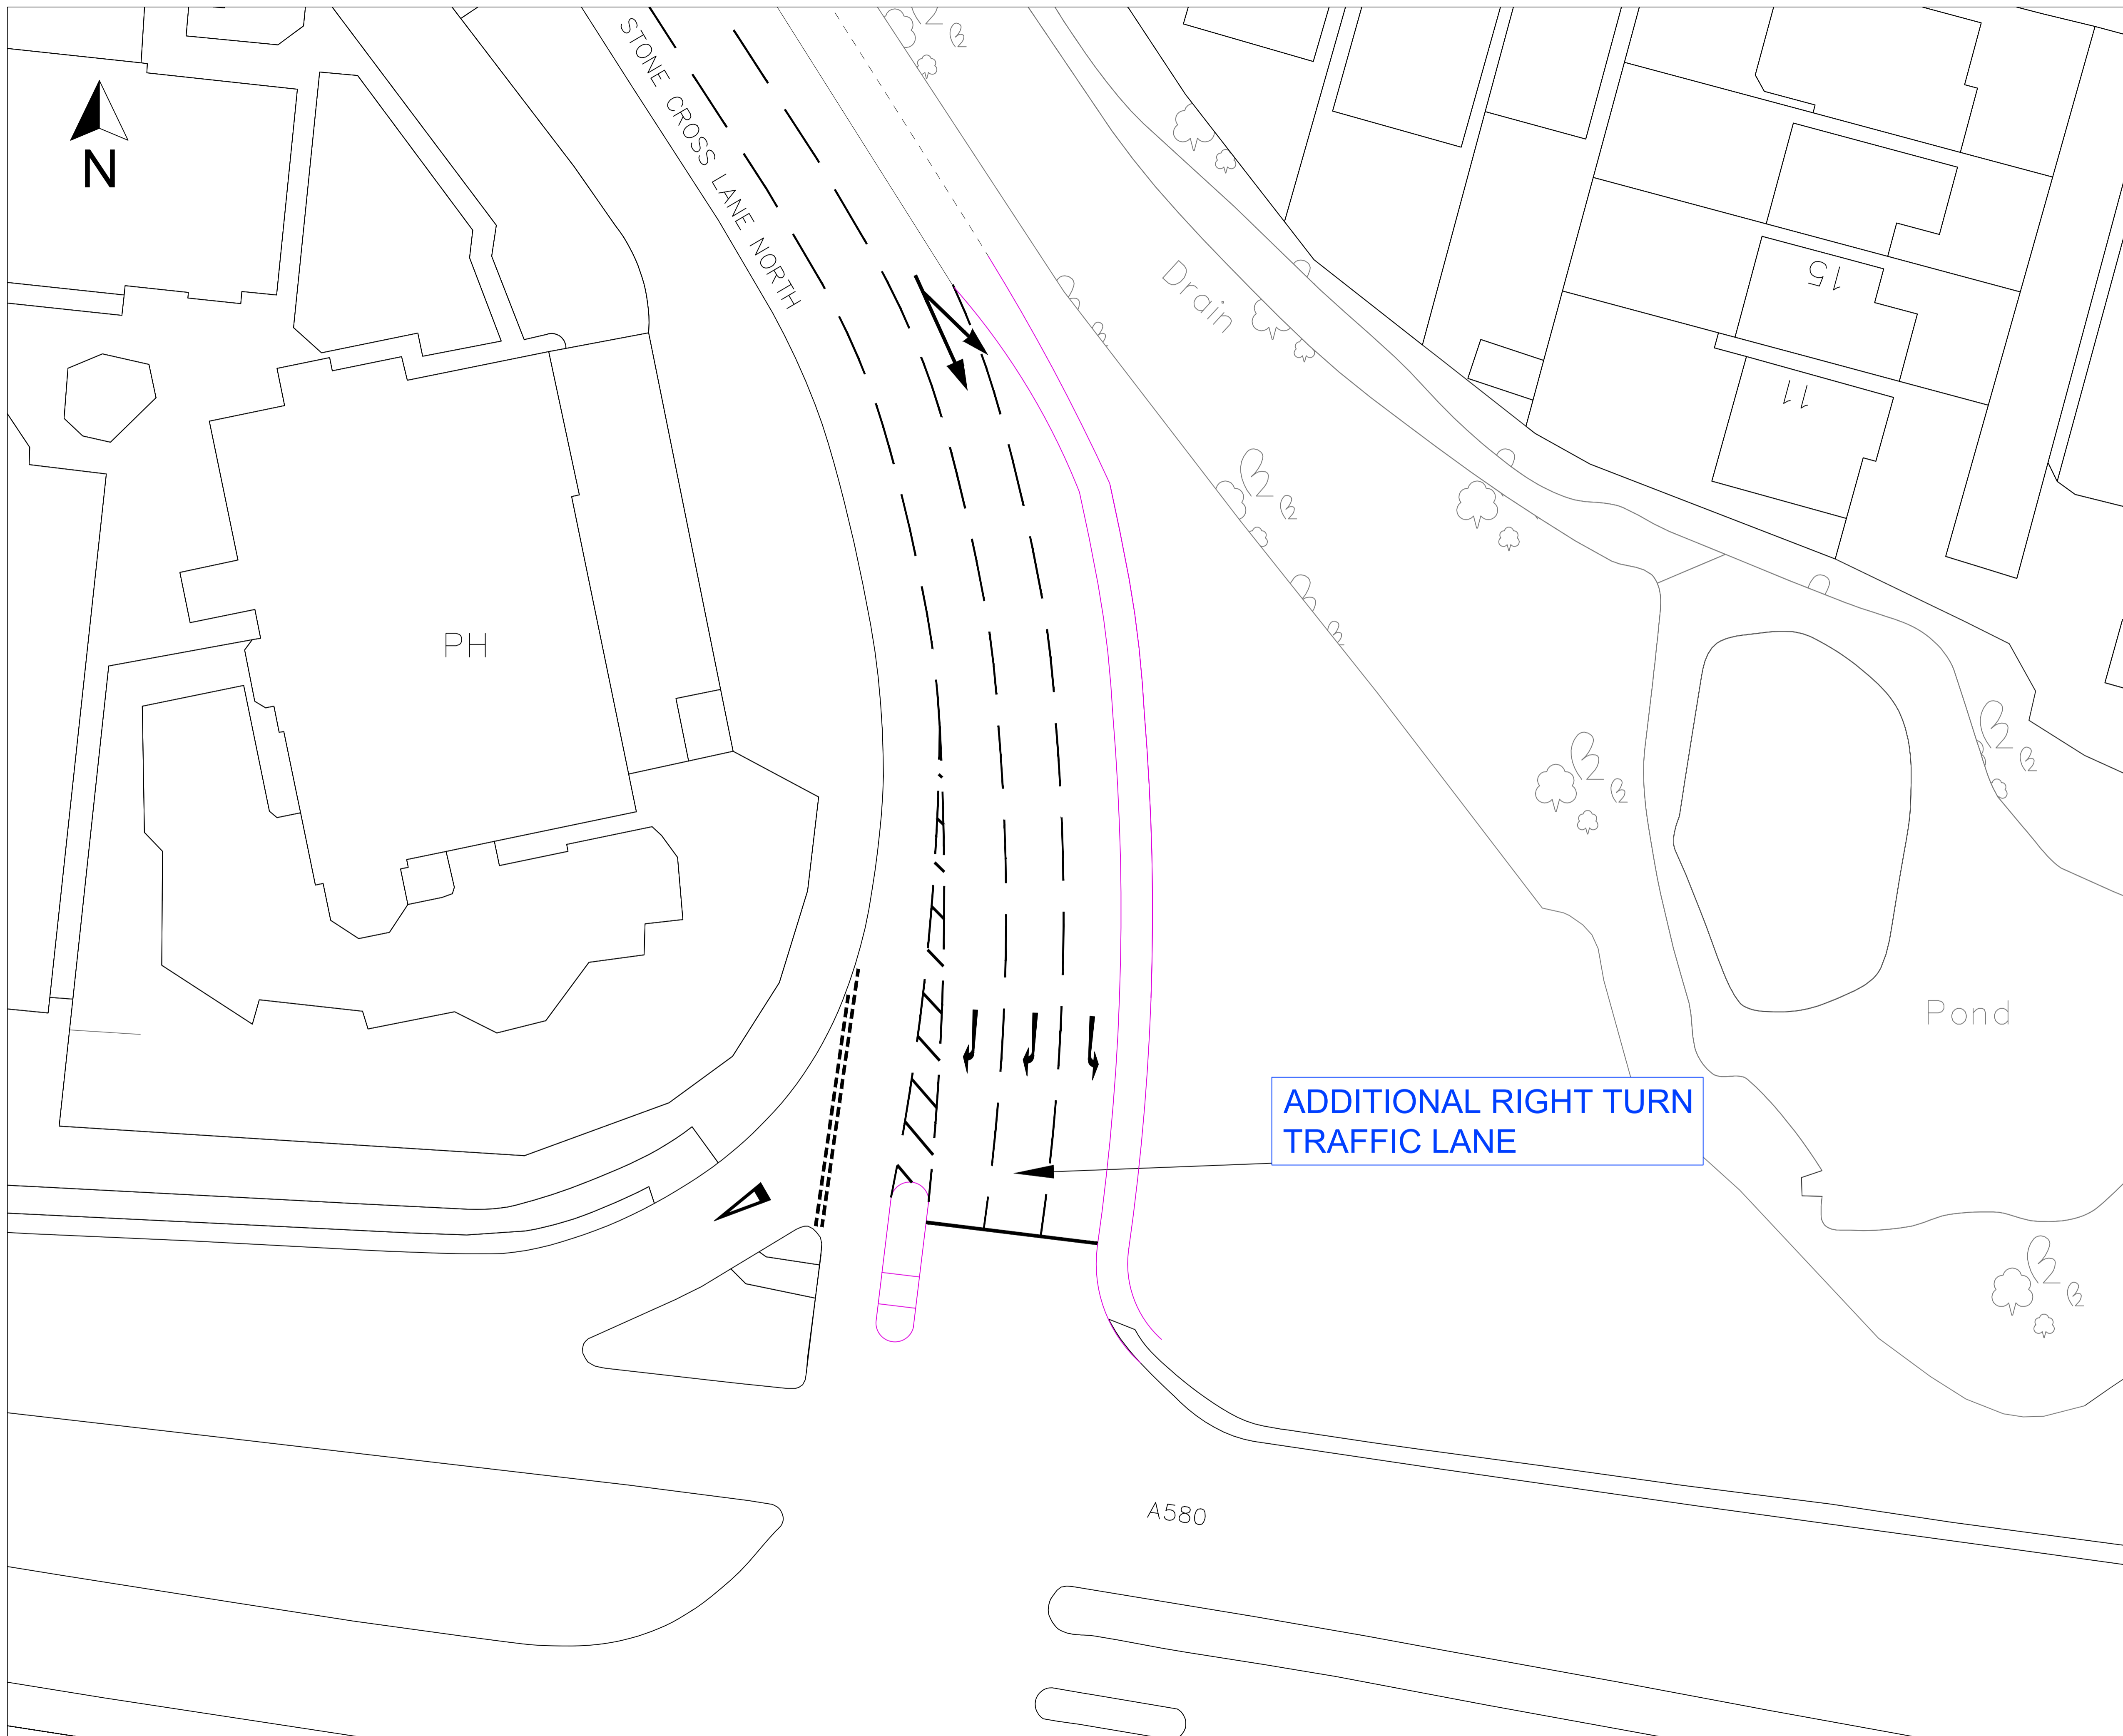 N
STONE CROSS LANE NORTH
Drain
15
11
PH
Pond
ADDITIONAL RIGHT TURN
TRAFFIC LANE
A580